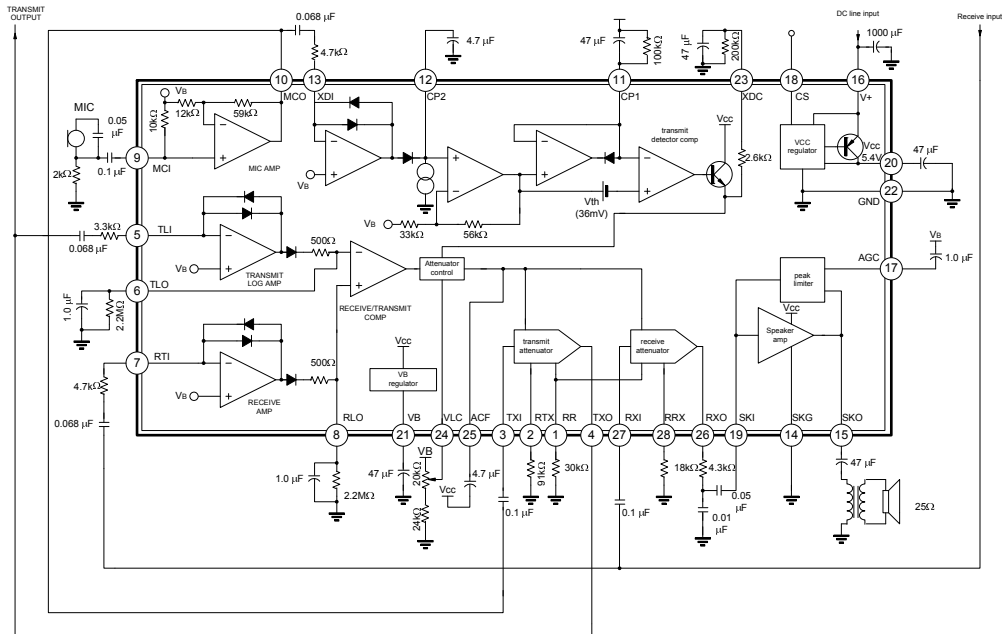 TRANSMIT
OUTPUT
DC line input
Receive input
0.068 µF
4.7kΩ
4.7 µF
47 µF
100kΩ
47 µF
200kΩ
1000 µF
10
13
12
11
23
18
16
MCO
XDI
CP2
CP1
XDC
CS
V+
MIC
0.05
µF
VB
12kΩ
59kΩ
10kΩ
MIC AMP
9
MCI
0.1 µF
2kΩ
VB
transmit
detector comp
Vcc
2.6kΩ
VCC
regulator
Vcc
5.4V
20
47 µF
22
GND
VB
33kΩ
56kΩ
Vth
(36mV)
3.3kΩ
5
TLI
0.068 µF
VB
TRANSMIT
LOG AMP
500Ω
6
TLO
1.0 µF
2.2MΩ
Attenuator
control
RECEIVE/TRANSMIT
COMP
VB
AGC
17
1.0 µF
peak
limiter
Vcc
Speaker
amp
7
RTI
4.7kΩ
0.068 µF
VB
RECEIVE
AMP
500Ω
Vcc
VB
regulator
transmit
attenuator
receive
attenuator
RLO
VB
VLC
ACF
TXI
RTX
RR
TXO
RXI
RRX
RXO
SKI
SKG
SKO
8
21
24
25
3
2
1
4
27
28
26
19
14
15
1.0 µF
2.2MΩ
47 µF
VB
20kΩ
24kΩ
Vcc
4.7 µF
0.1 µF
91kΩ
30kΩ
0.1 µF
18kΩ
4.3kΩ
0.05
µF
0.01
µF
47 µF
25Ω